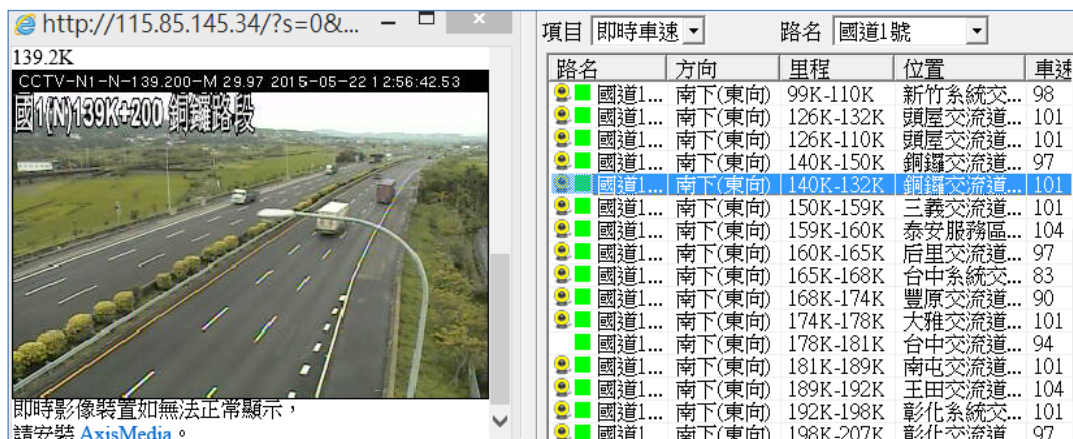 http://115.85.145.34/?s=0&...
139.2K
CCTV-N1-N-139.200-M 29.97 2015-05-22 12:56:42.53
國1(N)139K+200 銅鑼路段
即時影像裝置如無法正常顯示，
請安裝 AxisMedia。
項目 即時車速 路名 國道1號
路名 方向 里程 位置 車速
國道1... 南下(東向) 99K-110K 新竹系統交... 98
國道1... 南下(東向) 126K-132K 頭屋交流道... 101
國道1... 南下(東向) 126K-110K 頭屋交流道... 101
國道1... 南下(東向) 140K-150K 銅鑼交流道... 97
國道1... 南下(東向) 140K-132K 銅鑼交流道... 101
國道1... 南下(東向) 150K-159K 三義交流道... 101
國道1... 南下(東向) 159K-160K 泰安服務區... 104
國道1... 南下(東向) 160K-165K 后里交流道... 97
國道1... 南下(東向) 165K-168K 台中系統交... 83
國道1... 南下(東向) 168K-174K 豐原交流道... 90
國道1... 南下(東向) 174K-178K 大雅交流道... 101
國道1... 南下(東向) 178K-181K 台中交流道... 94
國道1... 南下(東向) 181K-189K 南屯交流道... 101
國道1... 南下(東向) 189K-192K 王田交流道... 104
國道1... 南下(東向) 192K-198K 彰化系統交... 101
國道1... 南下(東向) 198K-207K 彰化交流道... 97